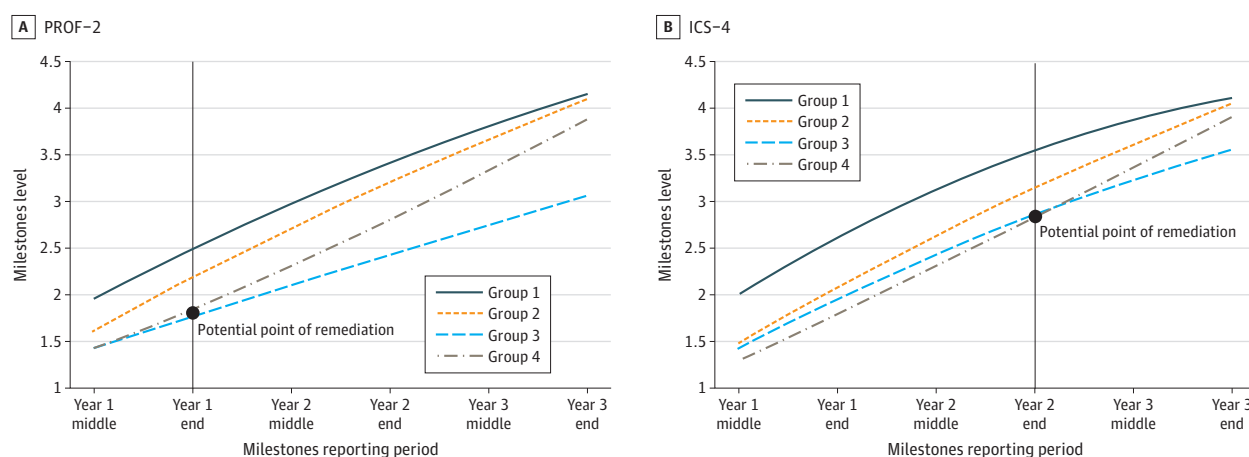 A PROF–2
Milestones level
4.5
4
3.5
3
2.5
2
1.5
1
Potential point of remediation
Group 1
Group 2
Group 3
Group 4
Year 1
middle
Year 1
end
Year 2
middle
Year 2
end
Year 3
middle
Year 3
end
Milestones reporting period
B ICS–4
Milestones level
4.5
4
3.5
3
2.5
2
1.5
1
Group 1
Group 2
Group 3
Group 4
Potential point of remediation
Year 1
middle
Year 1
end
Year 2
middle
Year 2
end
Year 3
middle
Year 3
end
Milestones reporting period